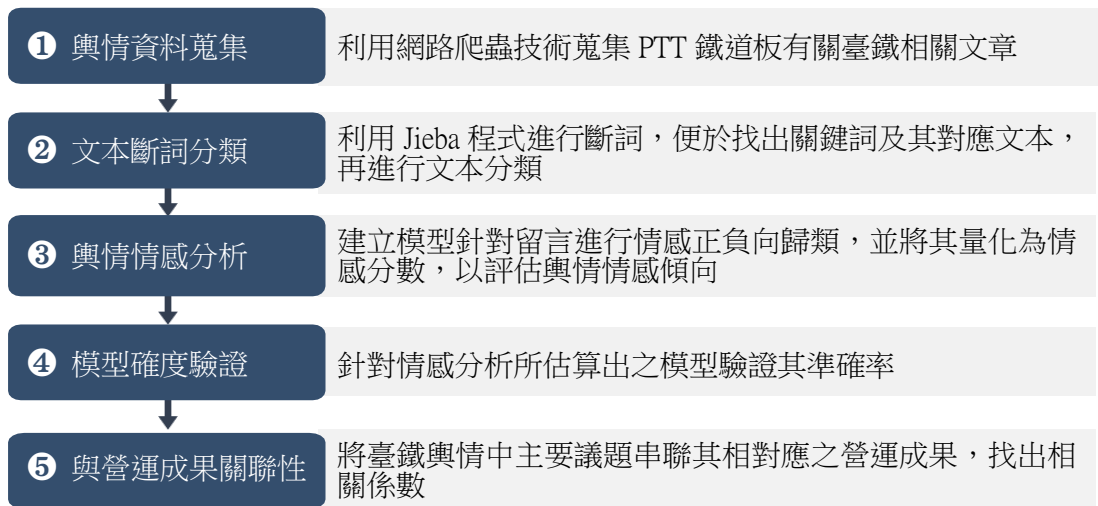 ❶ 輿情資料蒐集
利用網路爬蟲技術蒐集 PTT 鐵道板有關臺鐵相關文章
❷ 文本斷詞分類
利用 Jieba 程式進行斷詞，便於找出關鍵詞及其對應文本，
再進行文本分類
❸ 輿情情感分析
建立模型針對留言進行情感正負向歸類，並將其量化為情
感分數，以評估輿情情感傾向
❹ 模型確度驗證
針對情感分析所估算出之模型驗證其準確率
❺ 與營運成果關聯性
將臺鐵輿情中主要議題串聯其相對應之營運成果，找出相
關係數